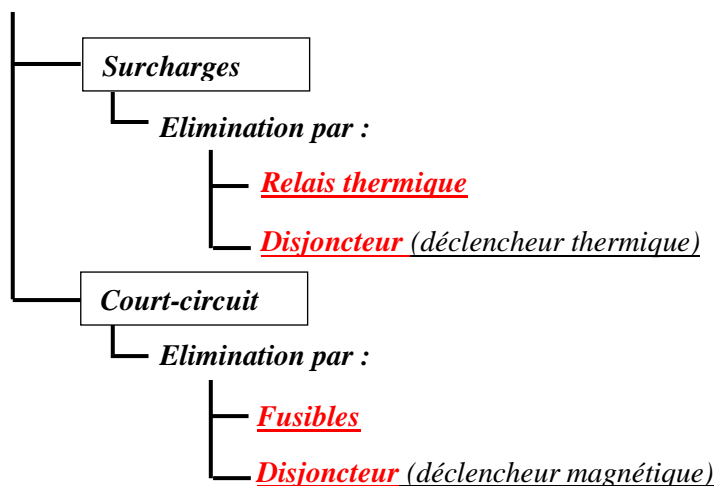 Surcharges
Elimination par :
Relais thermique
Disjoncteur (déclencheur thermique)
Court-circuit
Elimination par :
Fusibles
Disjoncteur (déclencheur magnétique)